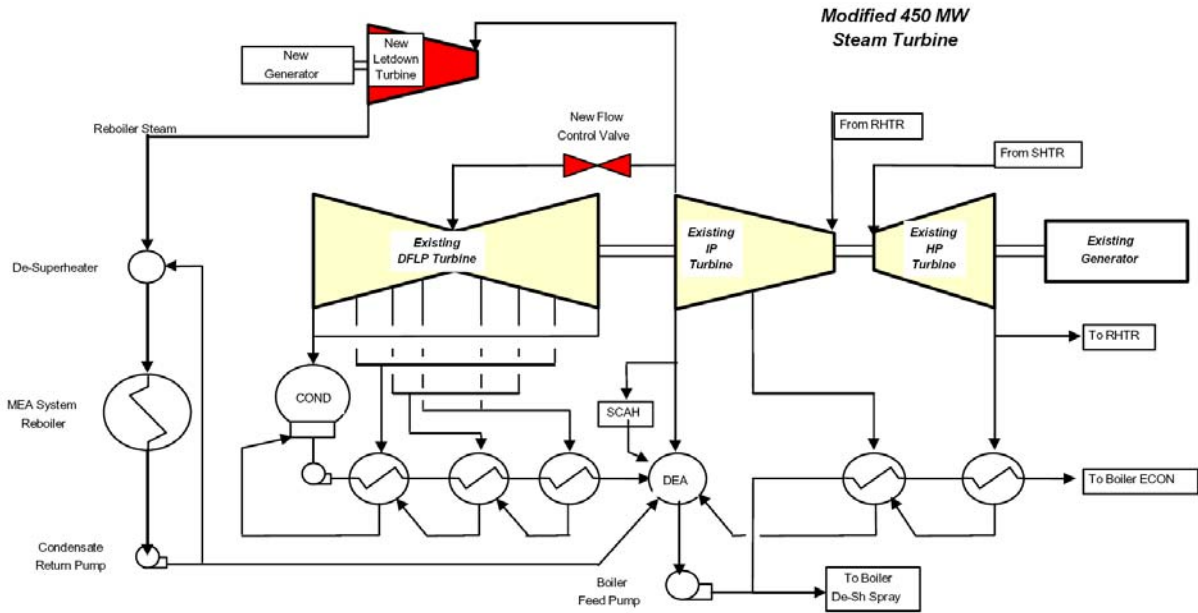 Modified 450 MW
Steam Turbine
New
Generator
New
Letdown
Turbine
Reboiler Steam
New Flow
Control Valve
From RHTR
From SHTR
Existing
DFLP Turbine
Existing
IP
Turbine
Existing
HP
Turbine
Existing
Generator
De-Superheater
To RHTR
MEA System
Reboiler
COND
SCAH
DEA
To Boiler ECON
Condensate
Return Pump
Boiler
Feed Pump
To Boiler
De-Sh Spray